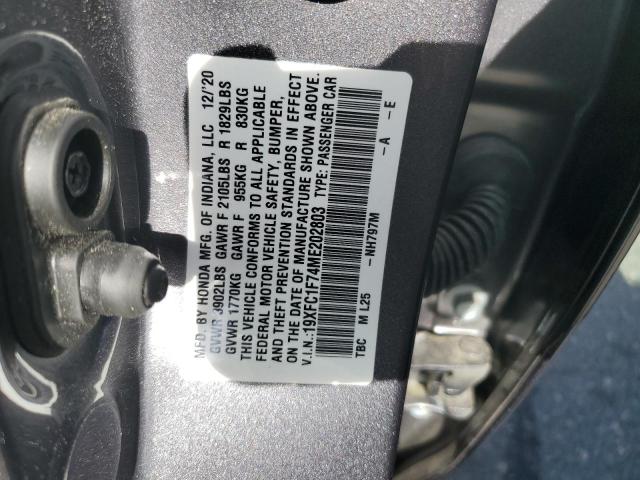 MFD. BY HONDA MFG. OF INDIANA, LLC 12/'20
GVWR 3902LBS GAWR F 2105LBS R 1829LBS
GVWR 1770KG GAWR F 955KG R 830KG
THIS VEHICLE CONFORMS TO ALL APPLICABLE
FEDERAL MOTOR VEHICLE SAFETY, BUMPER,
AND THEFT PREVENTION STANDARDS IN EFFECT
ON THE DATE OF MANUFACTURE SHOWN ABOVE.
V.I.N.:19XFC1F74ME202803 TYPE: PASSENGER CAR
TBC M L25 -NH797M -A -E